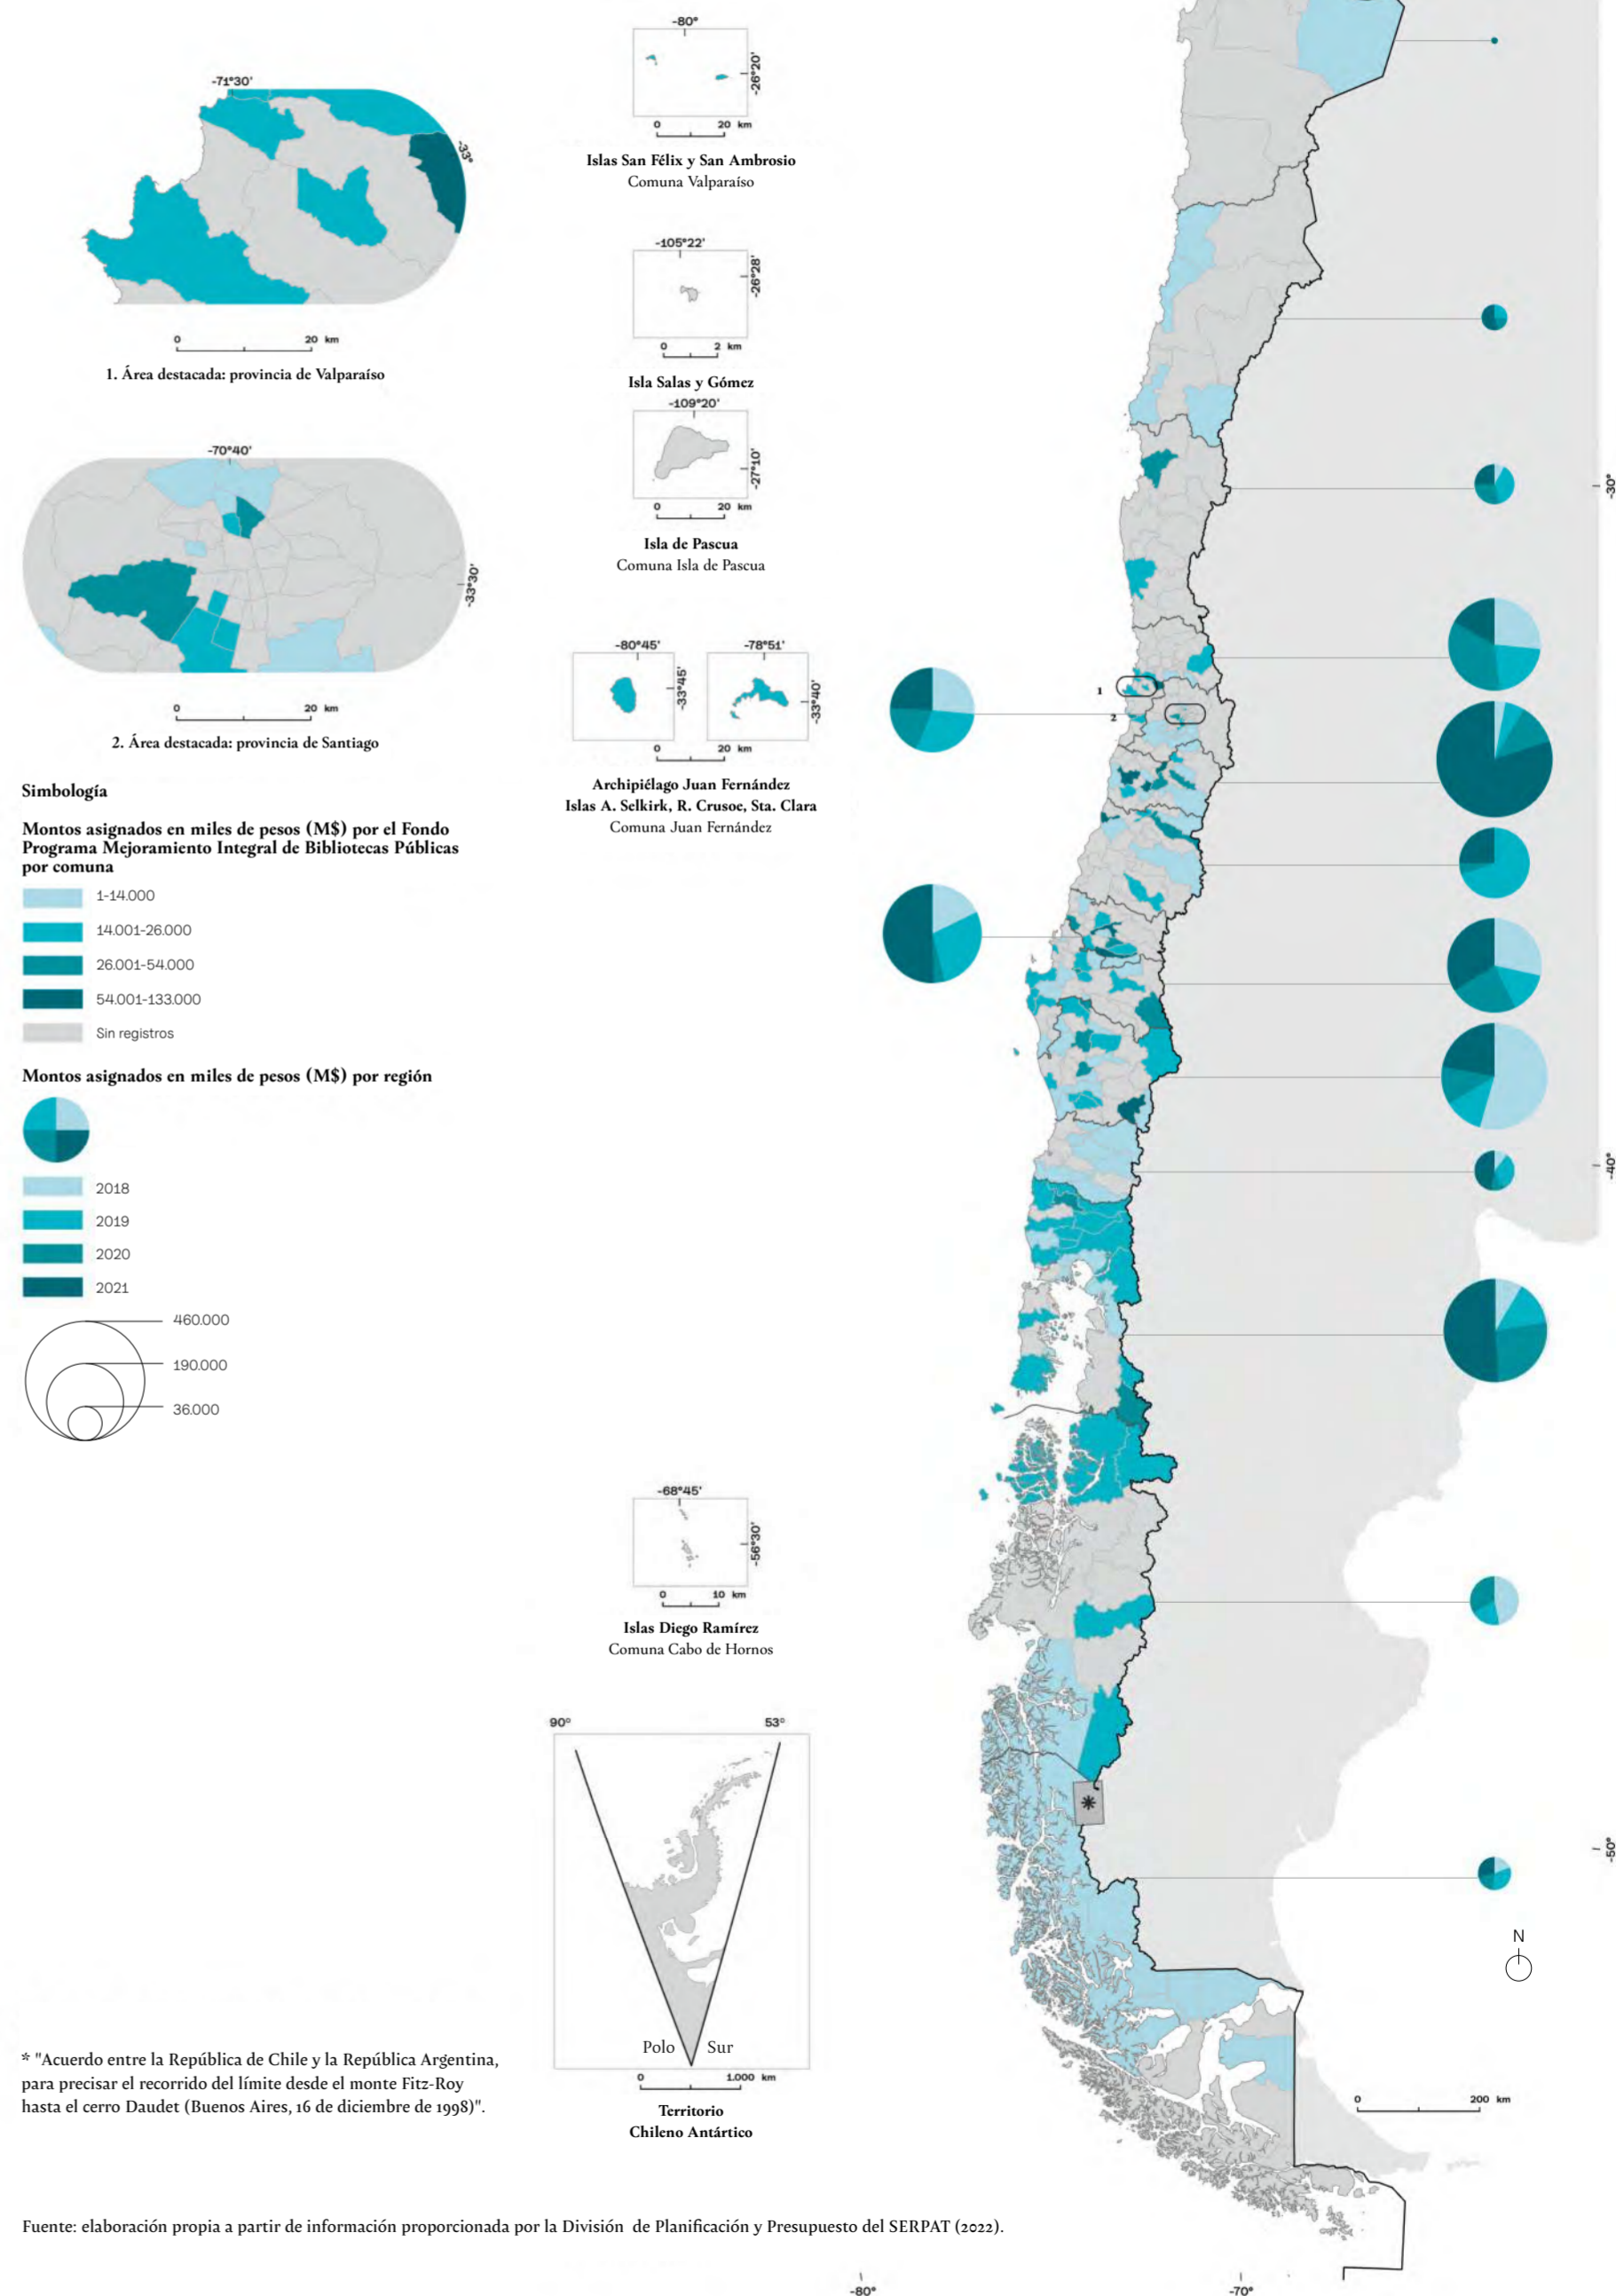 -71°30'
-33°
0 20 km
1. Área destacada: provincia de Valparaíso
-70°40'
-33°30'
0 20 km
2. Área destacada: provincia de Santiago
Simbología
Montos asignados en miles de pesos (M$) por el Fondo
Programa Mejoramiento Integral de Bibliotecas Públicas
por comuna
1-14.000
14.001-26.000
26.001-54.000
54.001-133.000
Sin registros
Montos asignados en miles de pesos (M$) por región
2018
2019
2020
2021
460.000
190.000
36.000
-80°
-26°20'
0 20 km
Islas San Félix y San Ambrosio
Comuna Valparaíso
-105°22'
-26°28'
0 2 km
Isla Salas y Gómez
-109°20'
-27°10'
0 20 km
Isla de Pascua
Comuna Isla de Pascua
-80°45'
-33°45'
-78°51'
-33°40'
0 20 km
Archipiélago Juan Fernández
Islas A. Selkirk, R. Crusoe, Sta. Clara
Comuna Juan Fernández
-68°45'
-56°30'
0 10 km
Islas Diego Ramírez
Comuna Cabo de Hornos
90°
53°
Polo Sur
0 1.000 km
Territorio
Chileno Antártico
1
2
-30°
-40°
-50°
*
N
0 200 km
-80°
-70°
* "Acuerdo entre la República de Chile y la República Argentina,
para precisar el recorrido del límite desde el monte Fitz-Roy
hasta el cerro Daudet (Buenos Aires, 16 de diciembre de 1998)".
Fuente: elaboración propia a partir de información proporcionada por la División de Planificación y Presupuesto del SERPAT (2022).